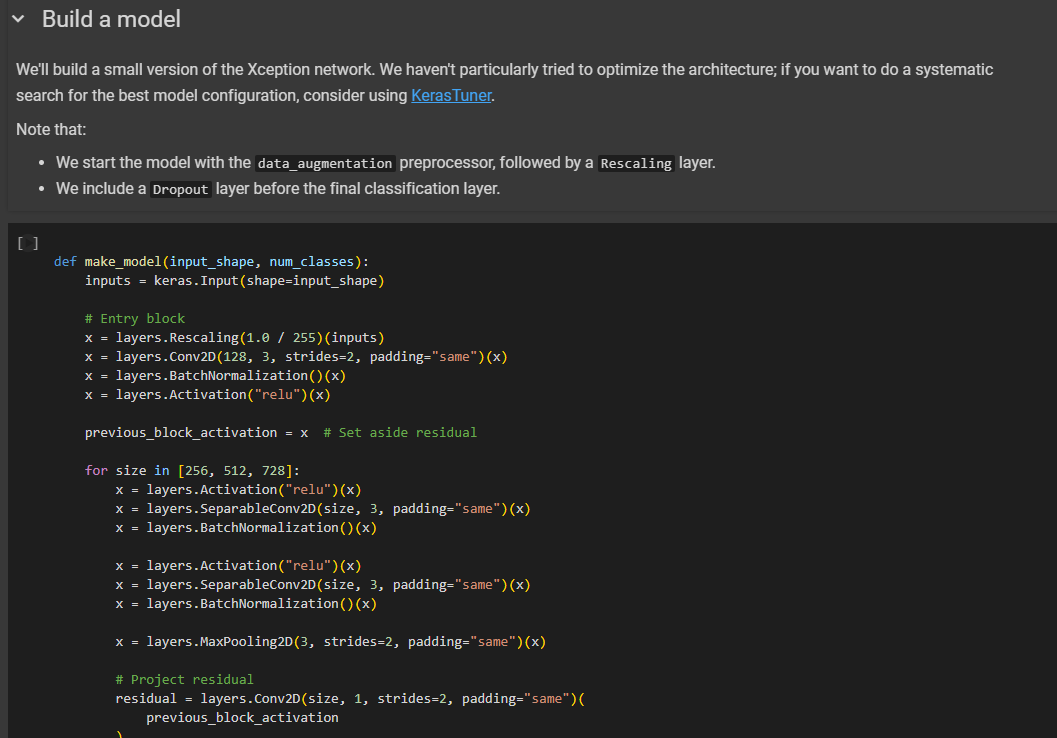 Build a model
We'll build a small version of the Xception network. We haven't particularly tried to optimize the architecture; if you want to do a systematic
search for the best model configuration, consider using KerasTuner.
Note that:
• We start the model with the data_augmentation preprocessor, followed by a Rescaling layer.
• We include a Dropout layer before the final classification layer.
[ ]
def make_model(input_shape, num_classes):
    inputs = keras.Input(shape=input_shape)

    # Entry block
    x = layers.Rescaling(1.0 / 255)(inputs)
    x = layers.Conv2D(128, 3, strides=2, padding="same")(x)
    x = layers.BatchNormalization()(x)
    x = layers.Activation("relu")(x)

    previous_block_activation = x  # Set aside residual

    for size in [256, 512, 728]:
        x = layers.Activation("relu")(x)
        x = layers.SeparableConv2D(size, 3, padding="same")(x)
        x = layers.BatchNormalization()(x)

        x = layers.Activation("relu")(x)
        x = layers.SeparableConv2D(size, 3, padding="same")(x)
        x = layers.BatchNormalization()(x)

        x = layers.MaxPooling2D(3, strides=2, padding="same")(x)

        # Project residual
        residual = layers.Conv2D(size, 1, strides=2, padding="same")(
            previous_block_activation
        )